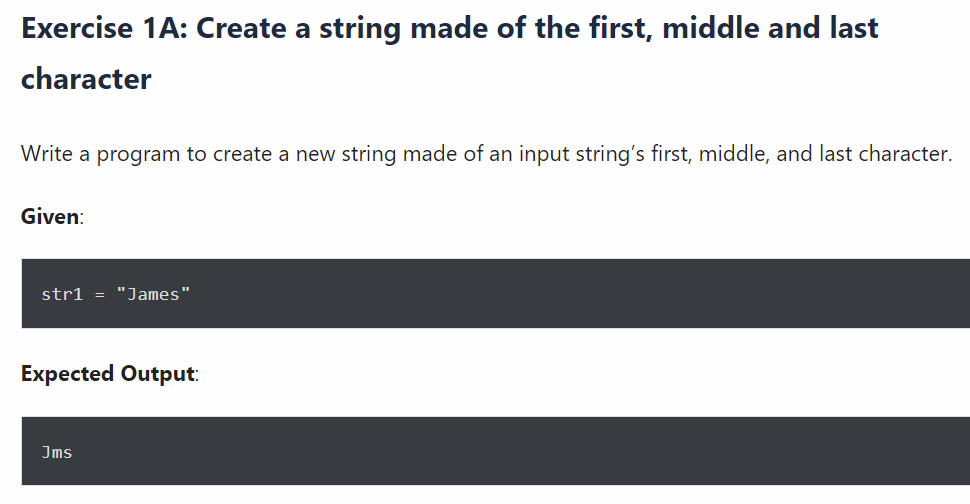 Exercise 1A: Create a string made of the first, middle and last
character
Write a program to create a new string made of an input string’s first, middle, and last character.
Given:
str1 = "James"
Expected Output:
Jms